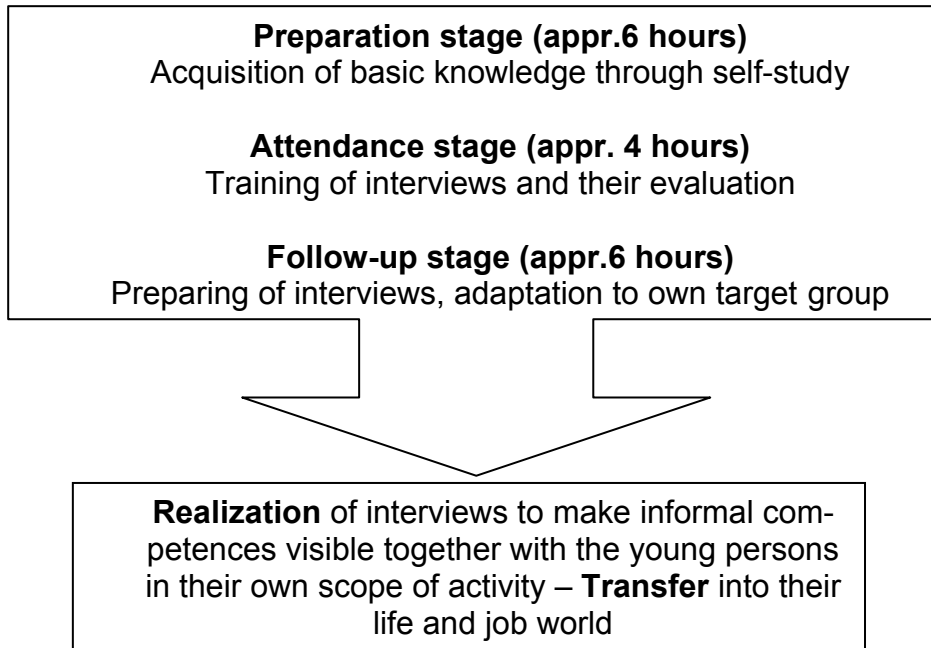 Preparation stage (appr.6 hours)
Acquisition of basic knowledge through self-study
Attendance stage (appr. 4 hours)
Training of interviews and their evaluation
Follow-up stage (appr.6 hours)
Preparing of interviews, adaptation to own target group
Realization of interviews to make informal com-
petences visible together with the young persons
in their own scope of activity – Transfer into their
life and job world